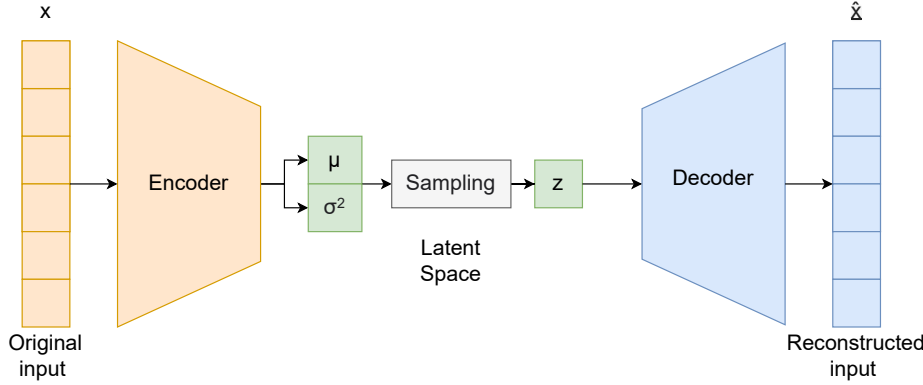 x
x̂
Encoder
μ
σ²
Sampling
z
Decoder
Latent
Space
Original
input
Reconstructed
input